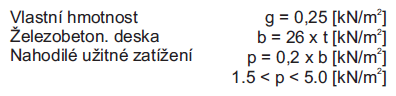 Vlastní hmotnost g = 0,25 [kN/m²]
Železobeton. deska b = 26 x t [kN/m²]
Nahodilé užitné zatížení p = 0,2 x b [kN/m²]
1.5 < p < 5.0 [kN/m²]